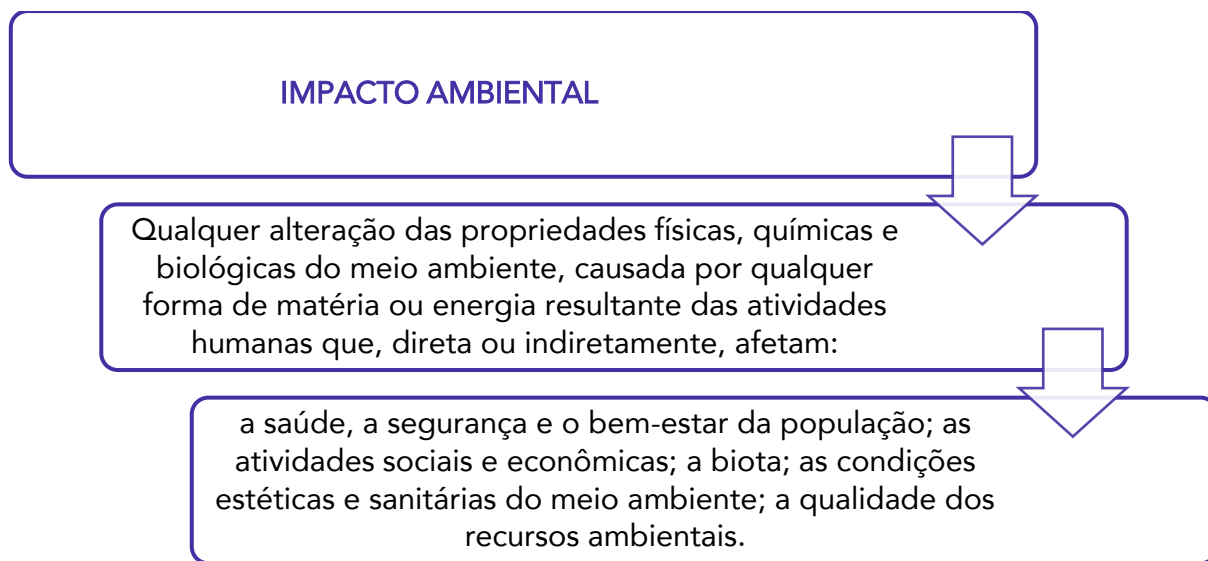 IMPACTO AMBIENTAL
Qualquer alteração das propriedades físicas, químicas e
biológicas do meio ambiente, causada por qualquer
forma de matéria ou energia resultante das atividades
humanas que, direta ou indiretamente, afetam:
a saúde, a segurança e o bem-estar da população; as
atividades sociais e econômicas; a biota; as condições
estéticas e sanitárias do meio ambiente; a qualidade dos
recursos ambientais.